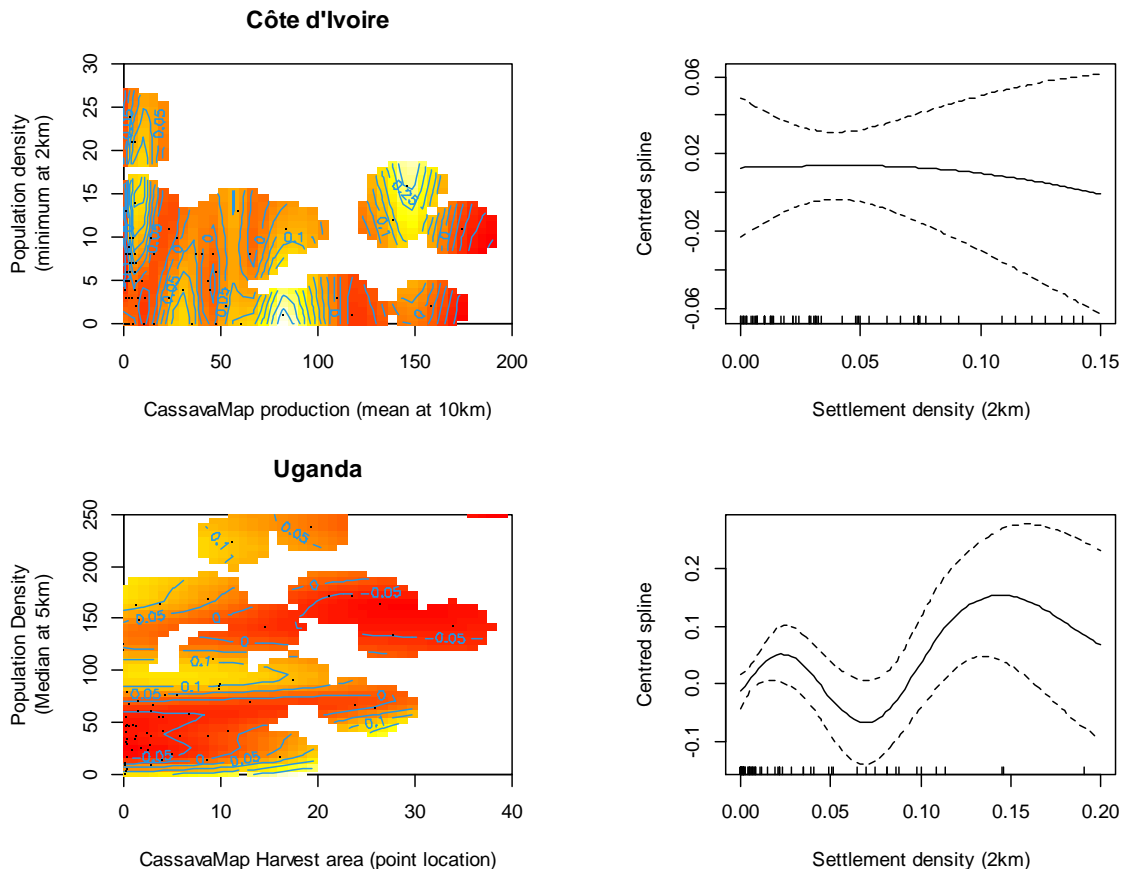 Côte d'Ivoire
Population density
(minimum at 2km)
30
25
20
15
10
5
0
0.05
0
0.1
0.05
0.05
0 50 100 150 200
CassavaMap production (mean at 10km)
Centred spline
0.06
0.02
-0.02
-0.06
0.00 0.05 0.10 0.15
Settlement density (2km)
Uganda
Population Density
(Median at 5km)
250
200
150
100
50
0
0.1
0.05
0.05
0
-0.05
0
-0.05
0.1
0.1
0
0.1
-0.05
0
0.05
0 10 20 30 40
CassavaMap Harvest area (point location)
Centred spline
0.2
0.1
0.0
-0.1
0.00 0.05 0.10 0.15 0.20
Settlement density (2km)